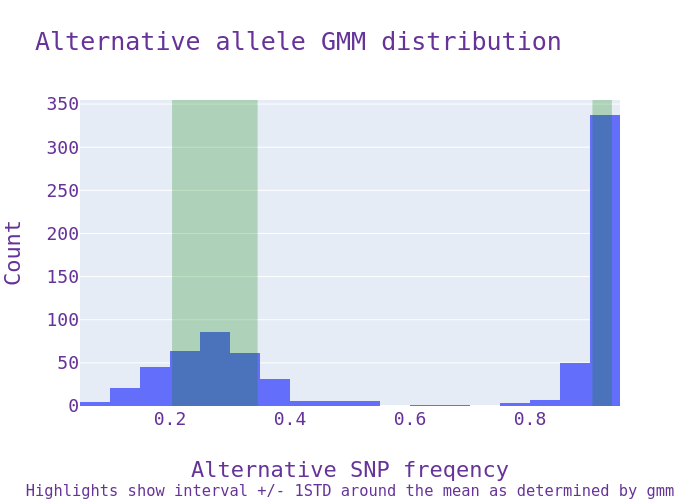 Alternative allele GMM distribution
350
300
250
200
150
100
50
0
Count
0.2 0.4 0.6 0.8
Alternative SNP freqency
Highlights show interval +/- 1STD around the mean as determined by gmm